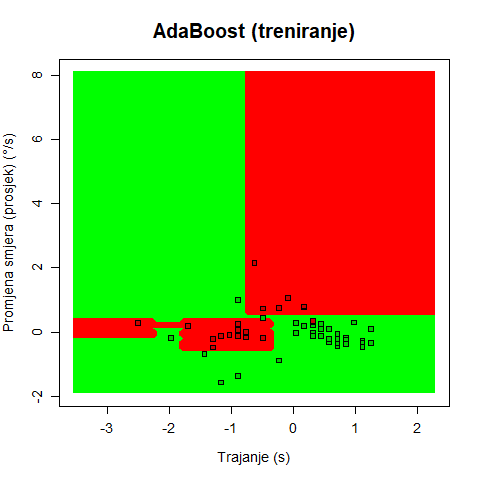 AdaBoost (treniranje)
Promjena smjera (prosjek) (°/s)
8
6
4
2
0
-2
-3 -2 -1 0 1 2
Trajanje (s)